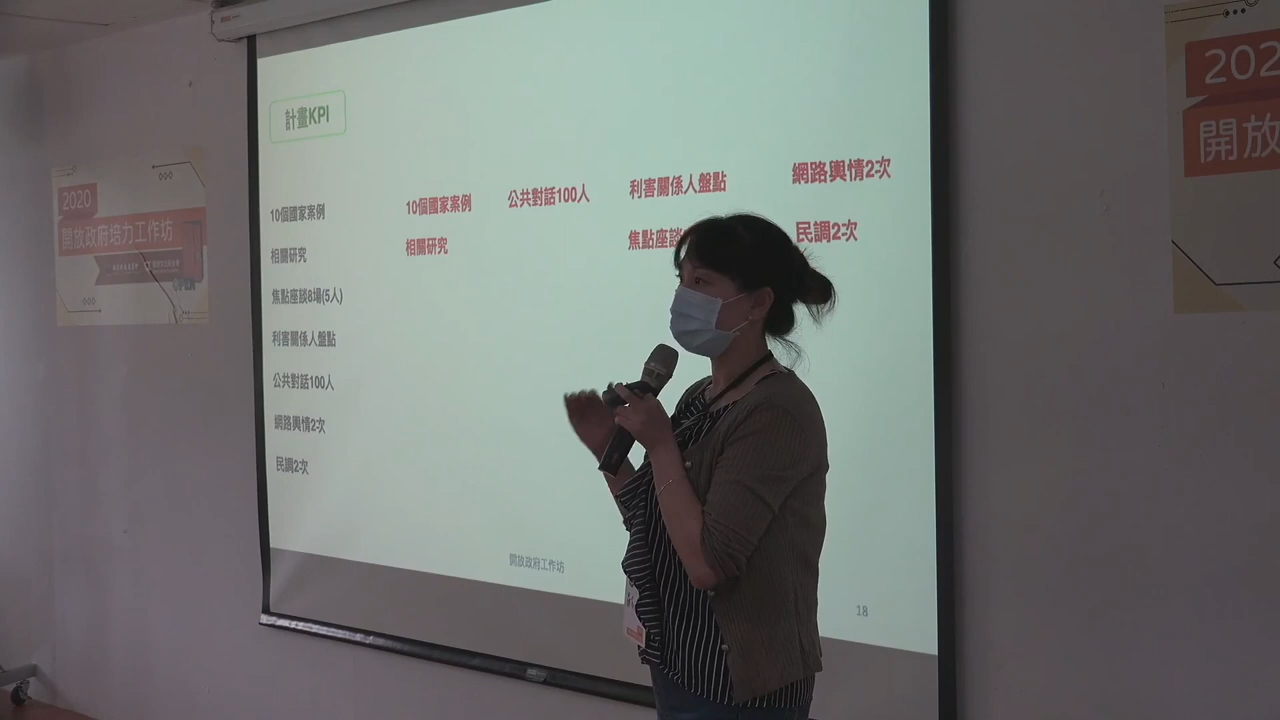 計畫KPI
10個國家案例
相關研究
焦點座談8場(5人)
利害關係人盤點
公共對話100人
網路輿情2次
民調2次
10個國家案例
相關研究
公共對話100人
利害關係人盤點
焦點座談
網路輿情2次
民調2次
開放政府工作坊
18
2020
開放政府培力工作坊
OPEN
202
開放